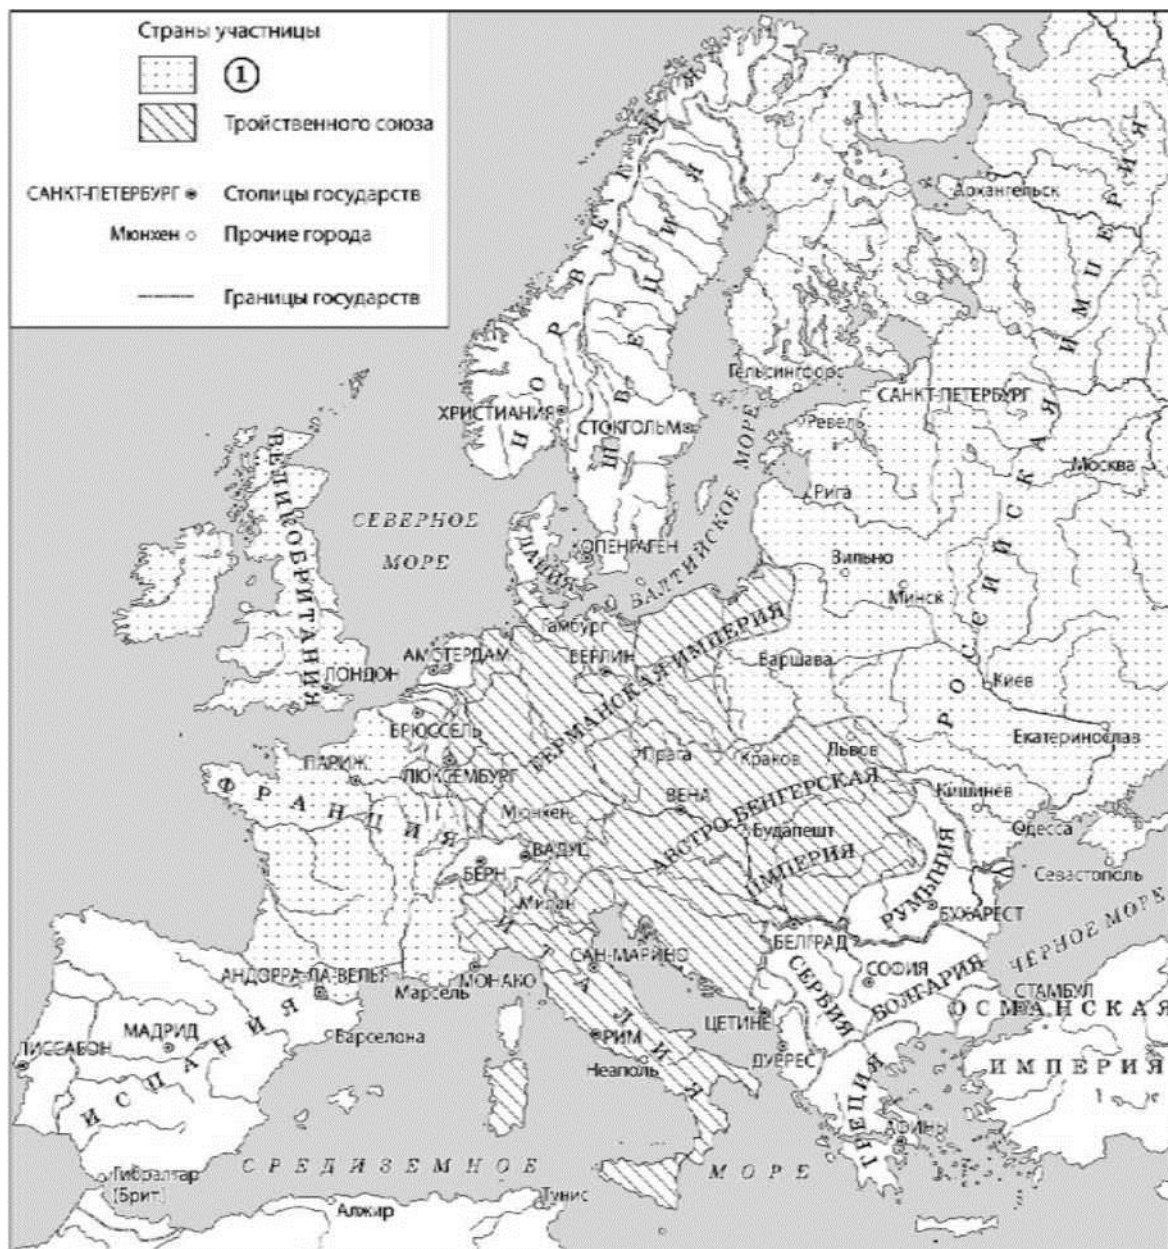 Страны участницы
1
Тройственного союза
САНКТ-ПЕТЕРБУРГ Столицы государств
Мюнхен Прочие города
Границы государств
НОРВЕГИЯ
ШВЕЦИЯ
РОССИЙСКАЯ ИМПЕРИЯ
Архангельск
Гельсингфорс
САНКТ-ПЕТЕРБУРГ
ХРИСТИАНИЯ
СТОКГОЛЬМ
Ревель
Москва
ВЕЛИКОБРИТАНИЯ
Рига
СЕВЕРНОЕ
МОРЕ
БАЛТИЙСКОЕ МОРЕ
ДАНИЯ
ОПЕНГАГЕН
Вильно
Минск
Гамбург
АМСТЕРДАМ
БЕРЛИН
Варшава
ЛОНДОН
Киев
БРЮССЕЛЬ
ГЕРМАНСКАЯ ИМПЕРИЯ
Екатеринослав
ПАРИЖ
ЛЮКСЕМБУРГ
Прага
Краков
Львов
ФРАНЦИЯ
Мюнхен
ВЕНА
АВСТРО-ВЕНГЕРСКАЯ
ИМПЕРИЯ
Кишинев
Будапешт
Одесса
ВАДУЦ
БЕРН
РУМЫНИЯ
Севастополь
Милан
БУХАРЕСТ
ИТАЛИЯ
БЕЛГРАД
ЧЕРНОЕ МОРЕ
САН-МАРИНО
СЕРБИЯ
СОФИЯ
БОЛГАРИЯ
АНДОРРА-ЛА-ВЕЛЬЯ
МОНАКО
Марсель
СТАМБУЛ
ОСМАНСКАЯ
ИМПЕРИЯ
МАДРИД
Барселона
РИМ
ЦЕТИНЕ
ЛИССАБОН
ИСПАНИЯ
Неаполь
ДУРРЕС
ГРЕЦИЯ
АФИНЫ
СРЕДИЗЕМНОЕ МОРЕ
Гибралтар
(Брит.)
Тунис
Алжир